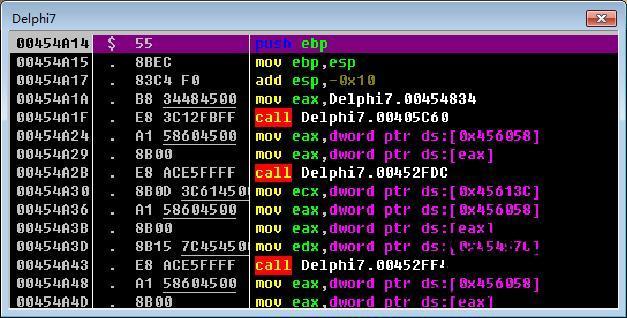 Delphi7
00454A14 $ 55 push ebp
00454A15 . 8BEC mov ebp,esp
00454A17 . 83C4 F0 add esp,-0x10
00454A1A . B8 34484500 mov eax,Delphi7.00454834
00454A1F . E8 3C12FBFF call Delphi7.00405C60
00454A24 . A1 58604500 mov eax,dword ptr ds:[0x456058]
00454A29 . 8B00 mov eax,dword ptr ds:[eax]
00454A2B . E8 ACE5FFFF call Delphi7.00452FDC
00454A30 . 8B0D 3C614500 mov ecx,dword ptr ds:[0x45613C]
00454A36 . A1 58604500 mov eax,dword ptr ds:[0x456058]
00454A3B . 8B00 mov eax,dword ptr ds:[eax]
00454A3D . 8B15 7C454500 mov edx,dword ptr
00454A43 . E8 ACE5FFFF call Delphi7.00452FF4
00454A48 . A1 58604500 mov eax,dword ptr ds:[0x456058]
00454A4D . 8B00 mov eax,dword ptr ds:[eax]